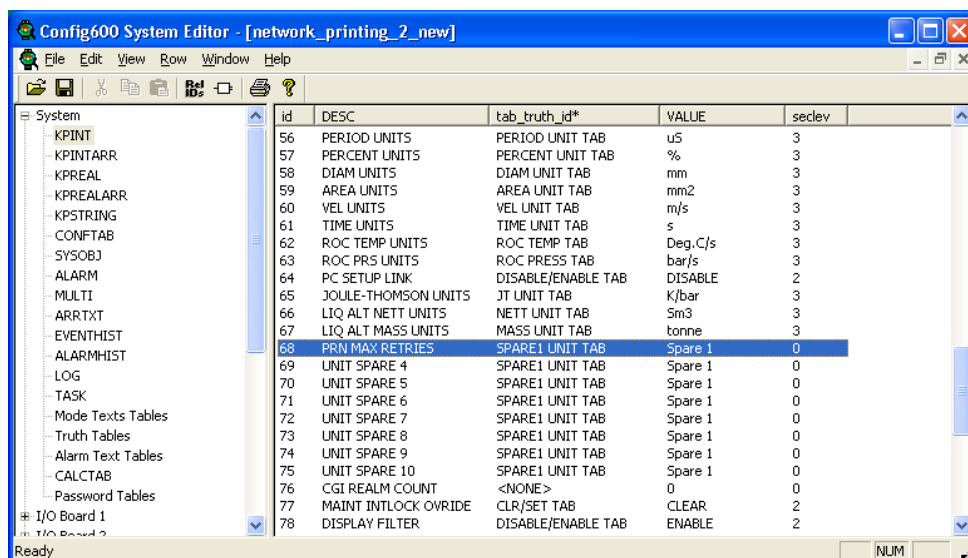 Config600 System Editor - [network_printing_2_new]
File Edit View Row Window Help
Rel IDs
System
KPINT
KPINTARR
KPREAL
KPREALARR
KPSTRING
CONFTAB
SYSOBJ
ALARM
MULTI
ARRTXT
EVENTHIST
ALARMHIST
LOG
TASK
Mode Texts Tables
Truth Tables
Alarm Text Tables
CALCTAB
Password Tables
I/O Board 1
I/O Board 2
id DESC tab_truth_id* VALUE seclev
56 PERIOD UNITS PERIOD UNIT TAB uS 3
57 PERCENT UNITS PERCENT UNIT TAB % 3
58 DIAM UNITS DIAM UNIT TAB mm 3
59 AREA UNITS AREA UNIT TAB mm2 3
60 VEL UNITS VEL UNIT TAB m/s 3
61 TIME UNITS TIME UNIT TAB s 3
62 ROC TEMP UNITS ROC TEMP TAB Deg.C/s 3
63 ROC PRS UNITS ROC PRESS TAB bar/s 3
64 PC SETUP LINK DISABLE/ENABLE TAB DISABLE 2
65 JOULE-THOMSON UNITS JT UNIT TAB K/bar 3
66 LIQ ALT NETT UNITS NETT UNIT TAB Sm3 3
67 LIQ ALT MASS UNITS MASS UNIT TAB tonne 3
68 PRN MAX RETRIES SPARE1 UNIT TAB Spare 1 0
69 UNIT SPARE 4 SPARE1 UNIT TAB Spare 1 0
70 UNIT SPARE 5 SPARE1 UNIT TAB Spare 1 0
71 UNIT SPARE 6 SPARE1 UNIT TAB Spare 1 0
72 UNIT SPARE 7 SPARE1 UNIT TAB Spare 1 0
73 UNIT SPARE 8 SPARE1 UNIT TAB Spare 1 0
74 UNIT SPARE 9 SPARE1 UNIT TAB Spare 1 0
75 UNIT SPARE 10 SPARE1 UNIT TAB Spare 1 0
76 CGI REALM COUNT <NONE> 0 0
77 MAINT INTLOCK OVRIDE CLR/SET TAB CLEAR 2
78 DISPLAY FILTER DISABLE/ENABLE TAB ENABLE 2
Ready NUM